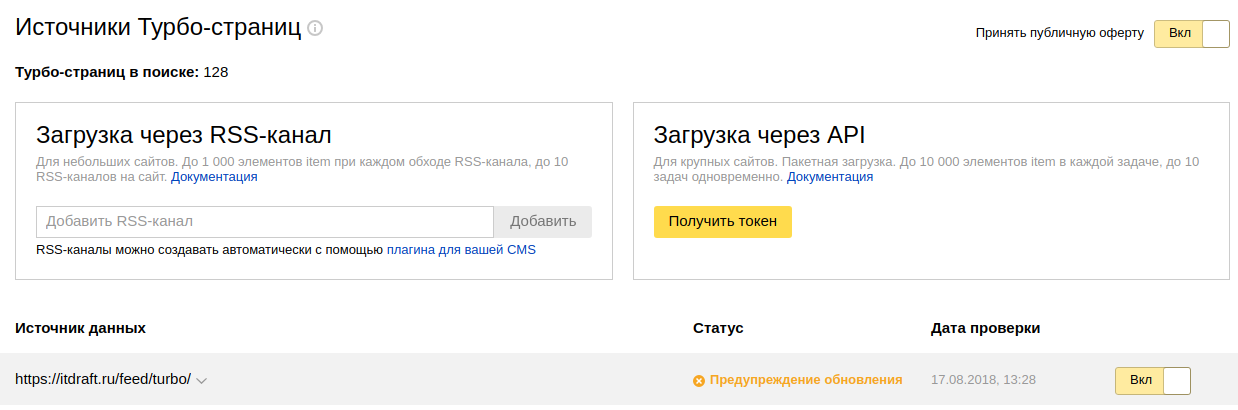 Источники Турбо-страниц
Принять публичную оферту Вкл
Турбо-страниц в поиске: 128
Загрузка через RSS-канал
Для небольших сайтов. До 1 000 элементов item при каждом обходе RSS-канала, до 10
RSS-каналов на сайт. Документация
Добавить RSS-канал Добавить
RSS-каналы можно создавать автоматически с помощью плагина для вашей CMS
Загрузка через API
Для крупных сайтов. Пакетная загрузка. До 10 000 элементов item в каждой задаче, до 10
задач одновременно. Документация
Получить токен
Источник данных Статус Дата проверки
https://itdraft.ru/feed/turbo/ Предупреждение обновления 17.08.2018, 13:28 Вкл